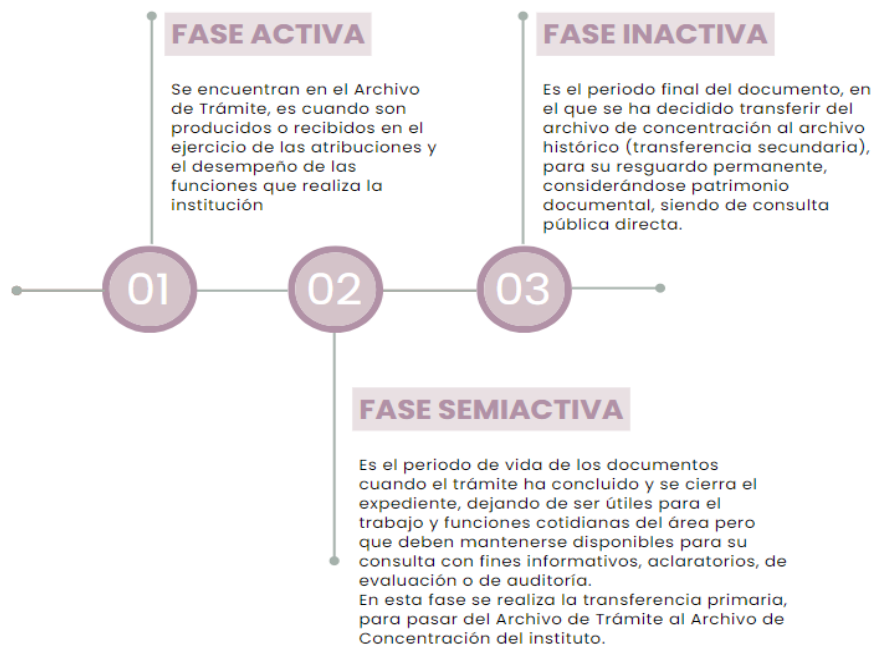 FASE ACTIVA
Se encuentran en el Archivo
de Trámite, es cuando son
producidos o recibidos en el
ejercicio de las atribuciones y
el desempeño de las
funciones que realiza la
institución
FASE INACTIVA
Es el periodo final del documento, en
el que se ha decidido transferir del
archivo de concentración al archivo
histórico (transferencia secundaria),
para su resguardo permanente,
considerándose patrimonio
documental, siendo de consulta
pública directa.
01
02
03
FASE SEMIACTIVA
Es el periodo de vida de los documentos
cuando el trámite ha concluido y se cierra el
expediente, dejando de ser útiles para el
trabajo y funciones cotidianas del área pero
que deben mantenerse disponibles para su
consulta con fines informativos, aclaratorios, de
evaluación o de auditoría.
En esta fase se realiza la transferencia primaria,
para pasar del Archivo de Trámite al Archivo de
Concentración del instituto.